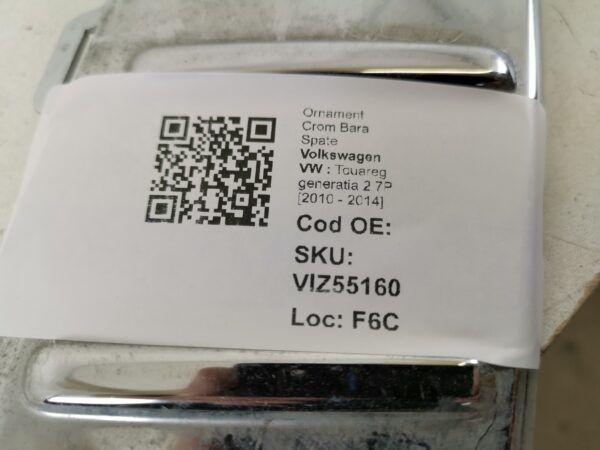 Ornament
Crom Bara
Spate
Volkswagen
VW : Touareg
generatia 2 7P
[2010 - 2014]
Cod OE:
SKU:
VIZ55160
Loc: F6C